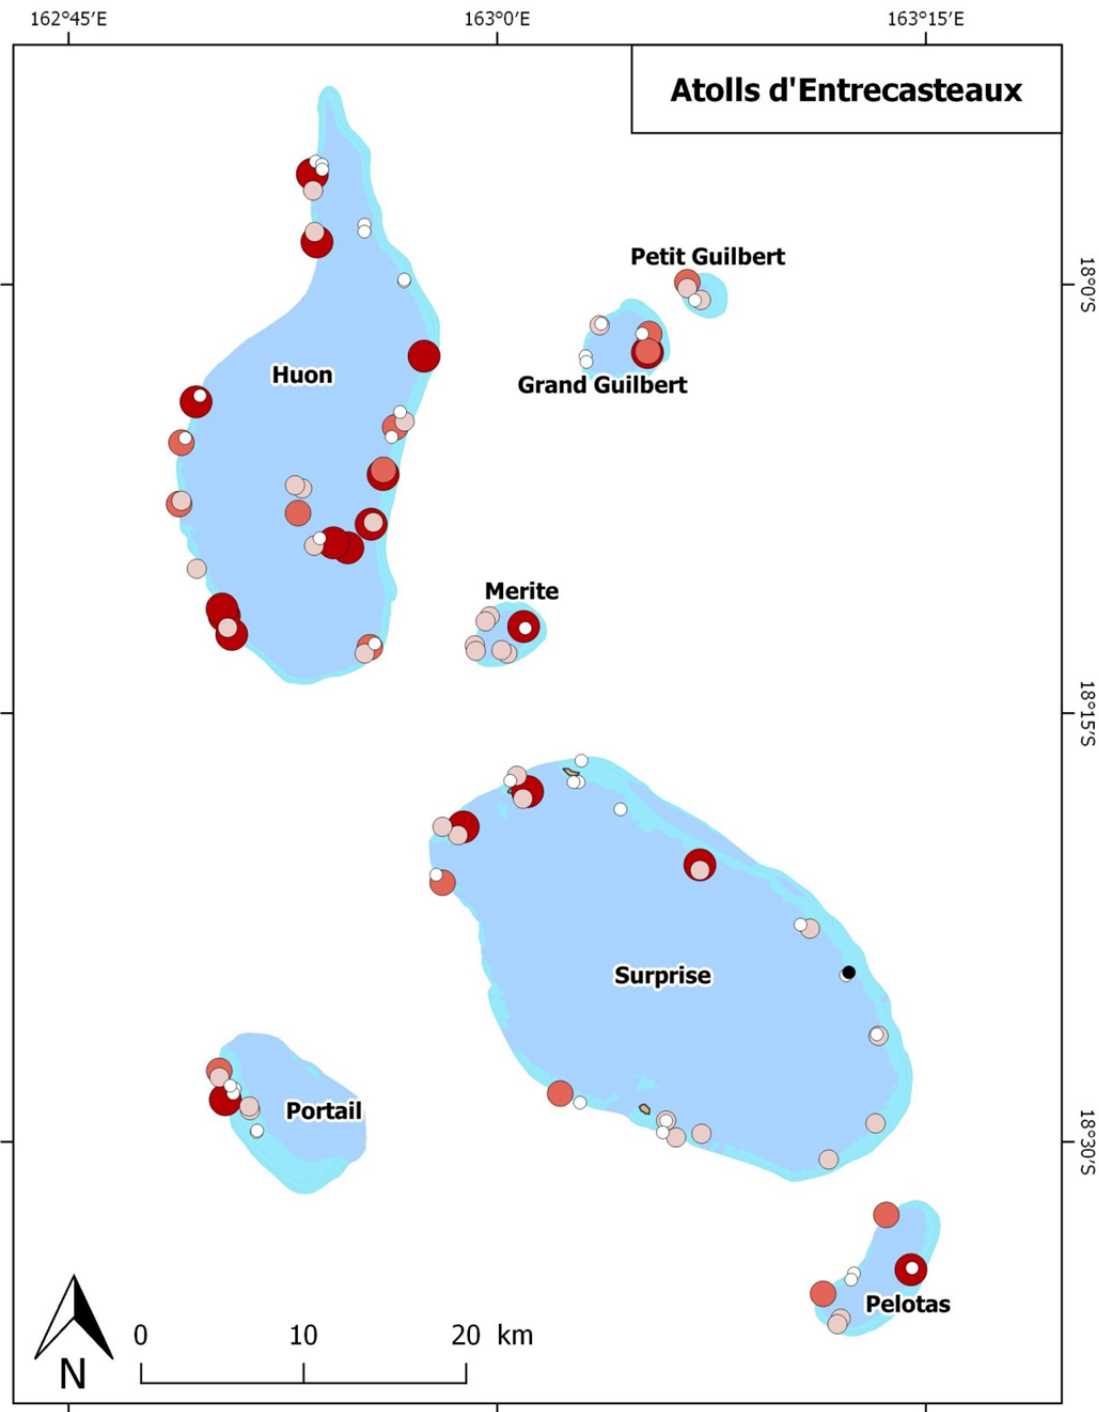 162°45’E 163°0’E 163°15’E
Atolls d'Entrecasteaux
Petit Guilbert
18°0’S
Huon
Grand Guilbert
Merite
18°15’S
Surprise
Portail
18°30’S
Pelotas
0 10 20 km
N